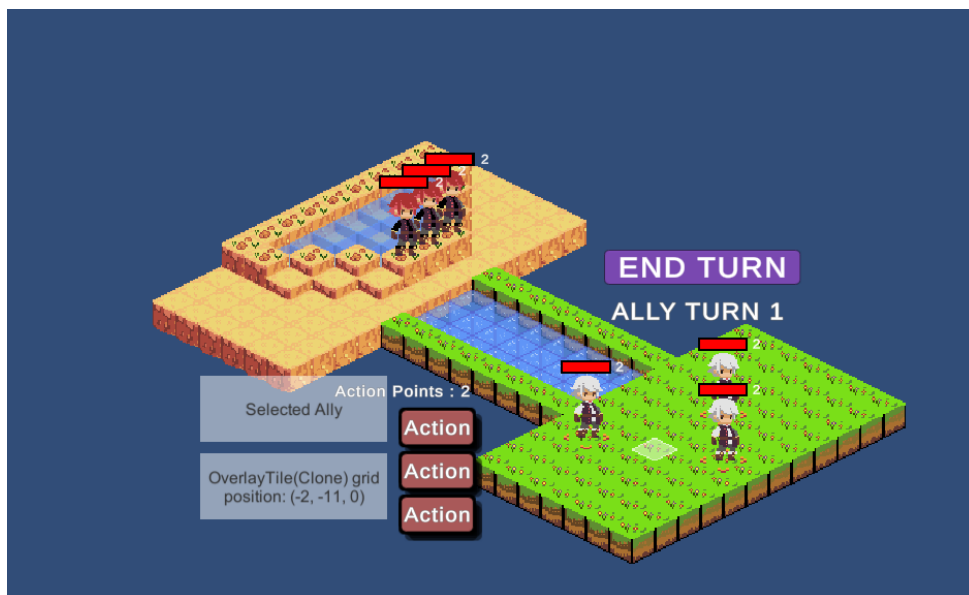 2
2
2
END TURN
ALLY TURN 1
2
2
2
Action Points : 2
Selected Ally
Action
OverlayTile(Clone) grid
position: (-2, -11, 0)
Action
Action